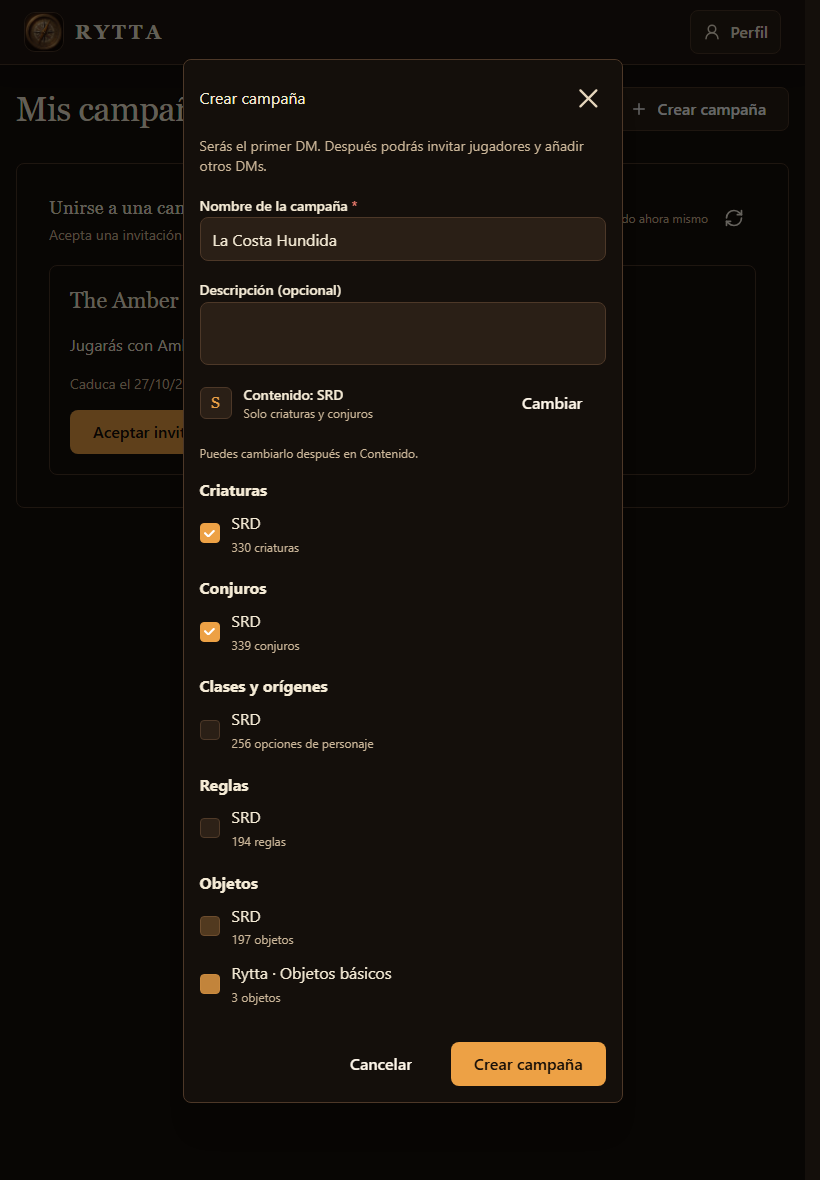 RYTTA
Perfil
Mis campañ
Crear campaña
Crear campaña
Serás el primer DM. Después podrás invitar jugadores y añadir
otros DMs.
Unirse a una can
Acepta una invitación
do ahora mismo
Nombre de la campaña *
La Costa Hundida
Descripción (opcional)
The Amber
Jugarás con Aml
Caduca el 27/10/2
Aceptar invit
S
Contenido: SRD
Solo criaturas y conjuros
Cambiar
Puedes cambiarlo después en Contenido.
Criaturas
SRD
330 criaturas
Conjuros
SRD
339 conjuros
Clases y orígenes
SRD
256 opciones de personaje
Reglas
SRD
194 reglas
Objetos
SRD
197 objetos
Rytta · Objetos básicos
3 objetos
Cancelar
Crear campaña